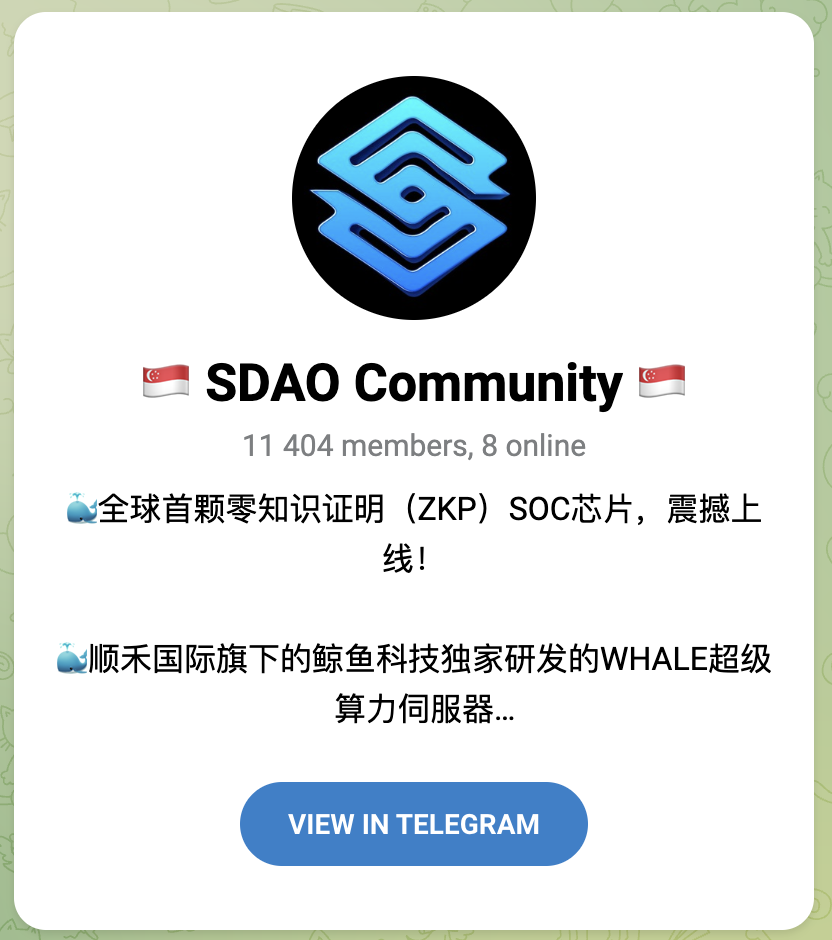 🇸🇬 SDAO Community 🇸🇬
11 404 members, 8 online
🐳全球首颗零知识证明（ZKP）SOC芯片，震撼上
线！
🐳顺禾国际旗下的鲸鱼科技独家研发的WHALE超级
算力伺服器...
VIEW IN TELEGRAM